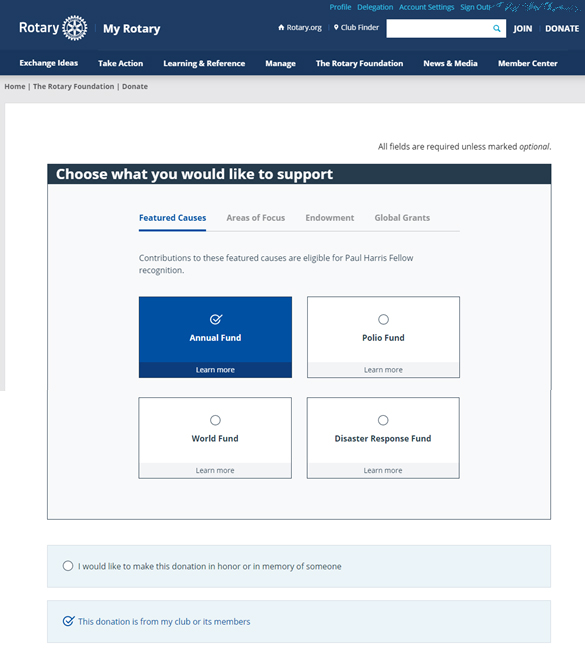 Profile Delegation Account Settings Sign Out
Rotary | My Rotary
Rotary.org | Club Finder
JOIN | DONATE
Exchange Ideas Take Action Learning & Reference Manage The Rotary Foundation News & Media Member Center
Home | The Rotary Foundation | Donate
All fields are required unless marked optional.
Choose what you would like to support
Featured Causes Areas of Focus Endowment Global Grants
Contributions to these featured causes are eligible for Paul Harris Fellow
recognition.
Annual Fund Polio Fund
Learn more Learn more
World Fund Disaster Response Fund
Learn more Learn more
I would like to make this donation in honor or in memory of someone
This donation is from my club or its members